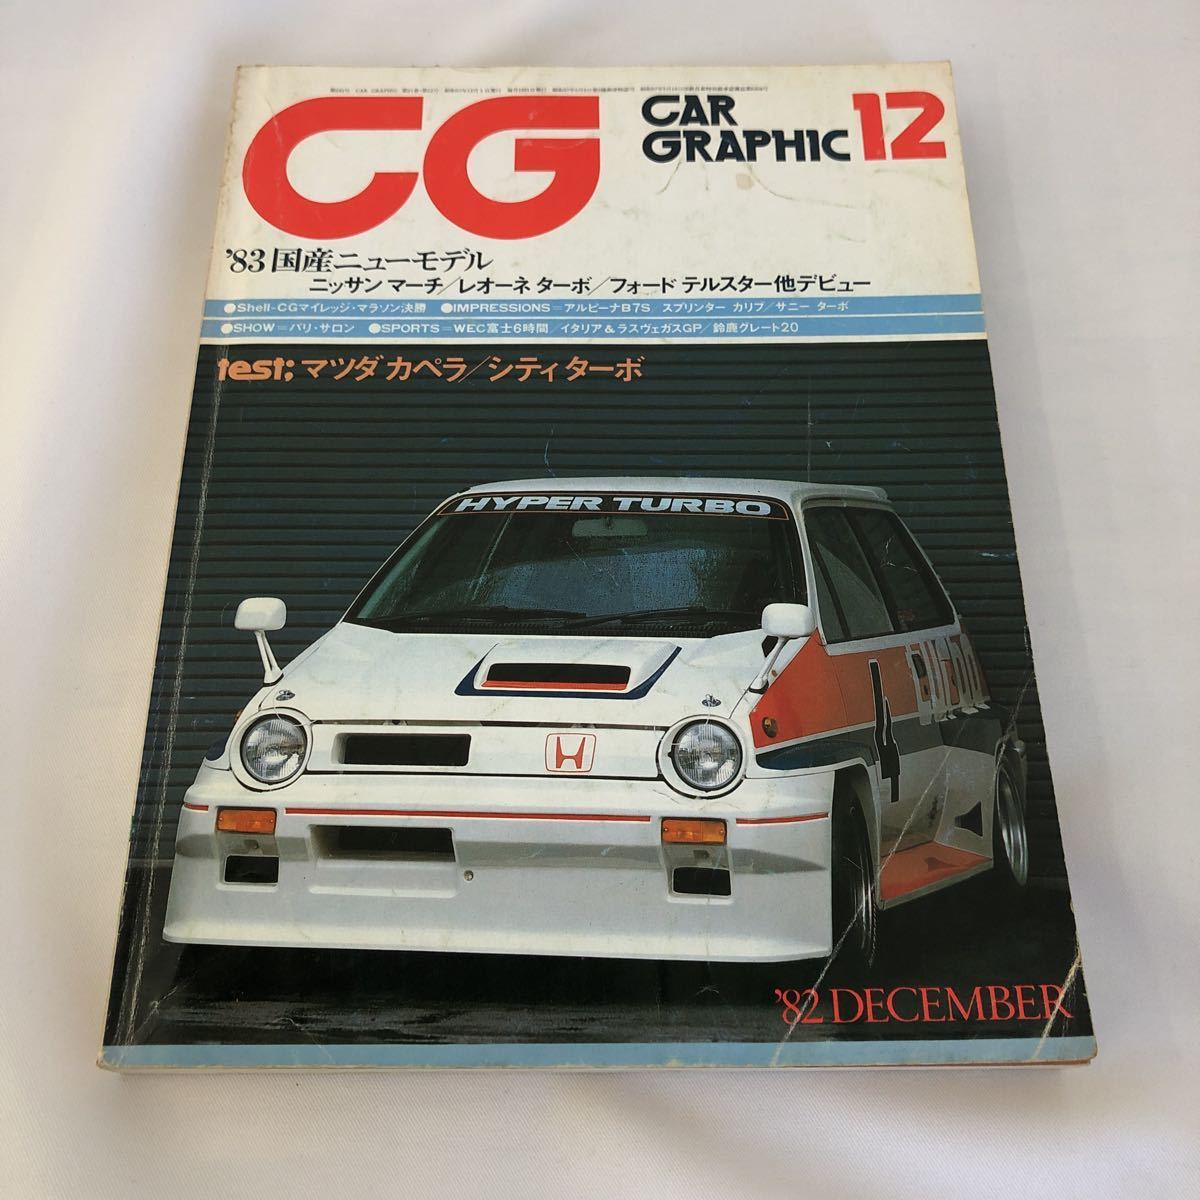 CG
CAR
GRAPHIC 12
'83 国産ニューモデル
ニッサン マーチ/レオーネ ターボ/フォード テルスター他デビュー
●Shell-CGマイレッジ・マラソン決勝 ●IMPRESSIONS=アルピーナB7S/スプリンター カリブ/サニー ターボ
●SHOW=パリ・サロン ●SPORTS=WEC富士6時間/イタリア&ラスヴェガスGP/鈴鹿グレート20
test; マツダ カペラ/シティターボ
HYPER TURBO
4
'82 DECEMBER